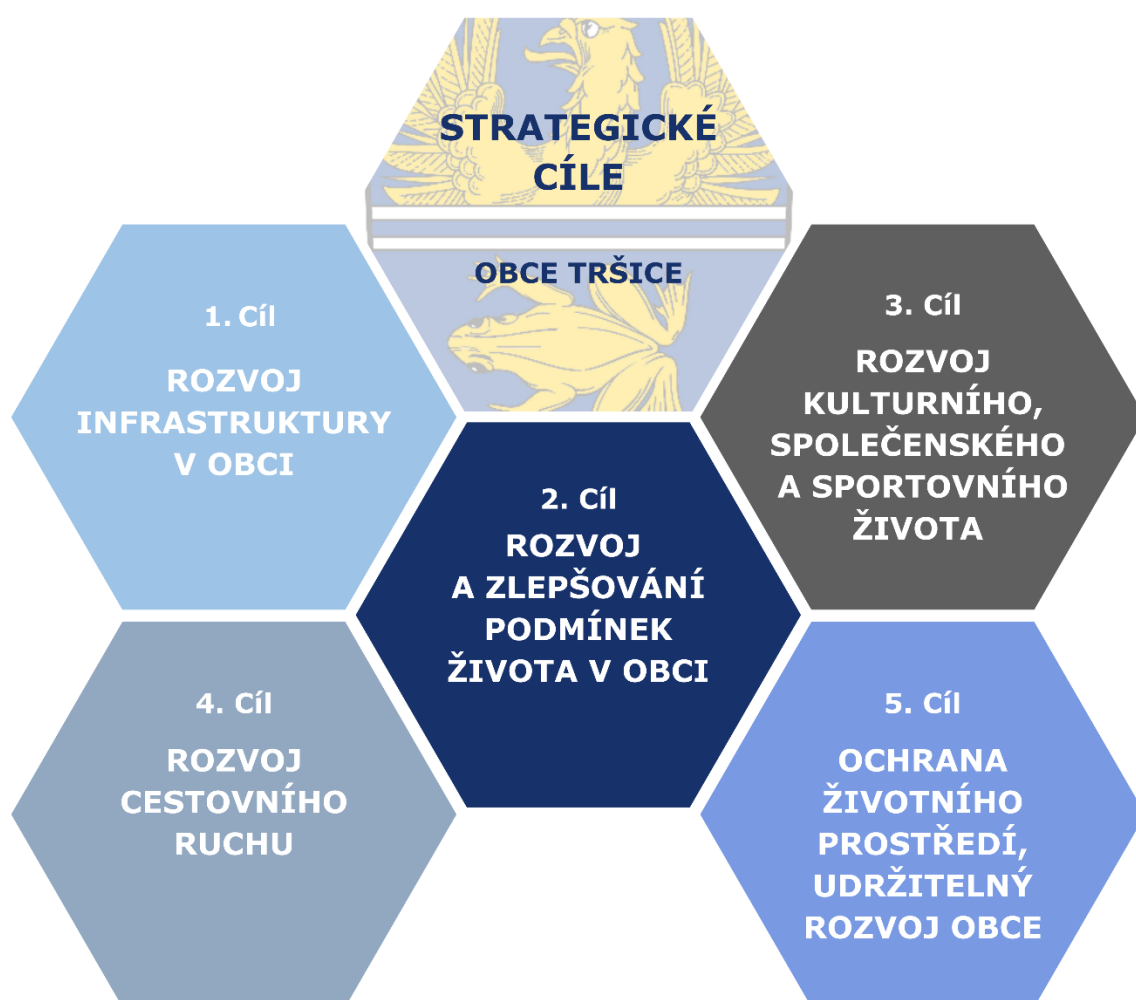 STRATEGICKÉ
CÍLE
OBCE TRŠICE
1. Cíl
ROZVOJ
INFRASTRUKTURY
V OBCI
2. Cíl
ROZVOJ
A ZLEPŠOVÁNÍ
PODMÍNEK
ŽIVOTA V OBCI
3. Cíl
ROZVOJ
KULTURNÍHO,
SPOLEČENSKÉHO
A SPORTOVNÍHO
ŽIVOTA
4. Cíl
ROZVOJ
CESTOVNÍHO
RUCHU
5. Cíl
OCHRANA
ŽIVOTNÍHO
PROSTŘEDÍ,
UDRŽITELNÝ
ROZVOJ OBCE